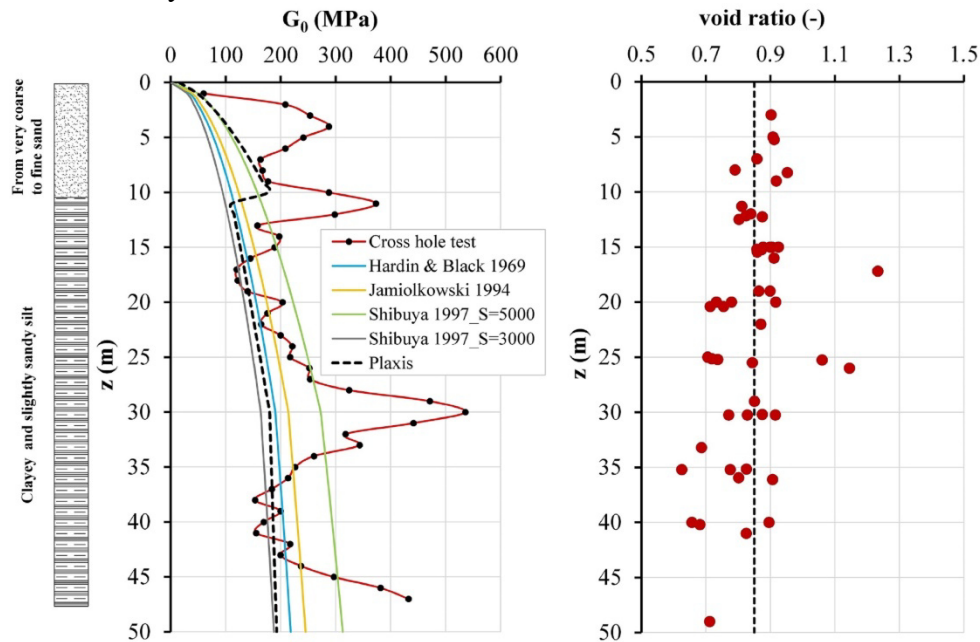 G₀ (MPa)
0 100 200 300 400 500 600
0
5
10
15
20
25
30
35
40
45
50
z (m)
From very coarse
to fine sand
Clayey and slightly sandy silt
Cross hole test
Hardin & Black 1969
Jamiolkowski 1994
Shibuya 1997_S=5000
Shibuya 1997_S=3000
Plaxis
void ratio (-)
0.5 0.7 0.9 1.1 1.3 1.5
0
5
10
15
20
25
30
35
40
45
50
z (m)